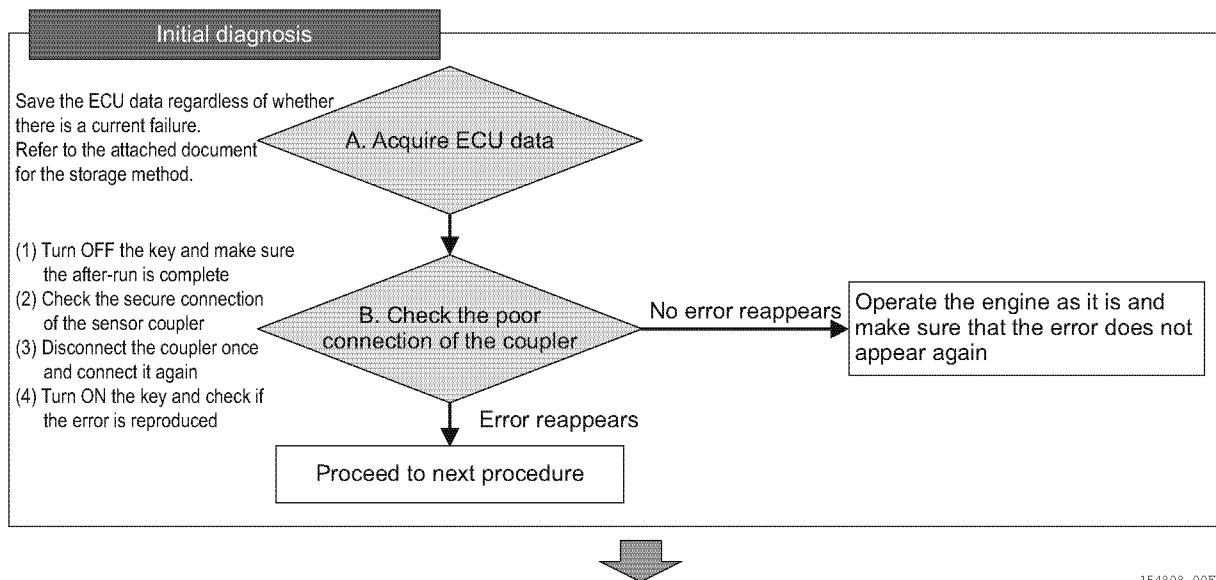 Initial diagnosis
Save the ECU data regardless of whether
there is a current failure.
Refer to the attached document
for the storage method.
A. Acquire ECU data
(1) Turn OFF the key and make sure
the after-run is complete
(2) Check the secure connection
of the sensor coupler
(3) Disconnect the coupler once
and connect it again
(4) Turn ON the key and check if
the error is reproduced
B. Check the poor
connection of the coupler
No error reappears
Operate the engine as it is and
make sure that the error does not
appear again
Error reappears
Proceed to next procedure